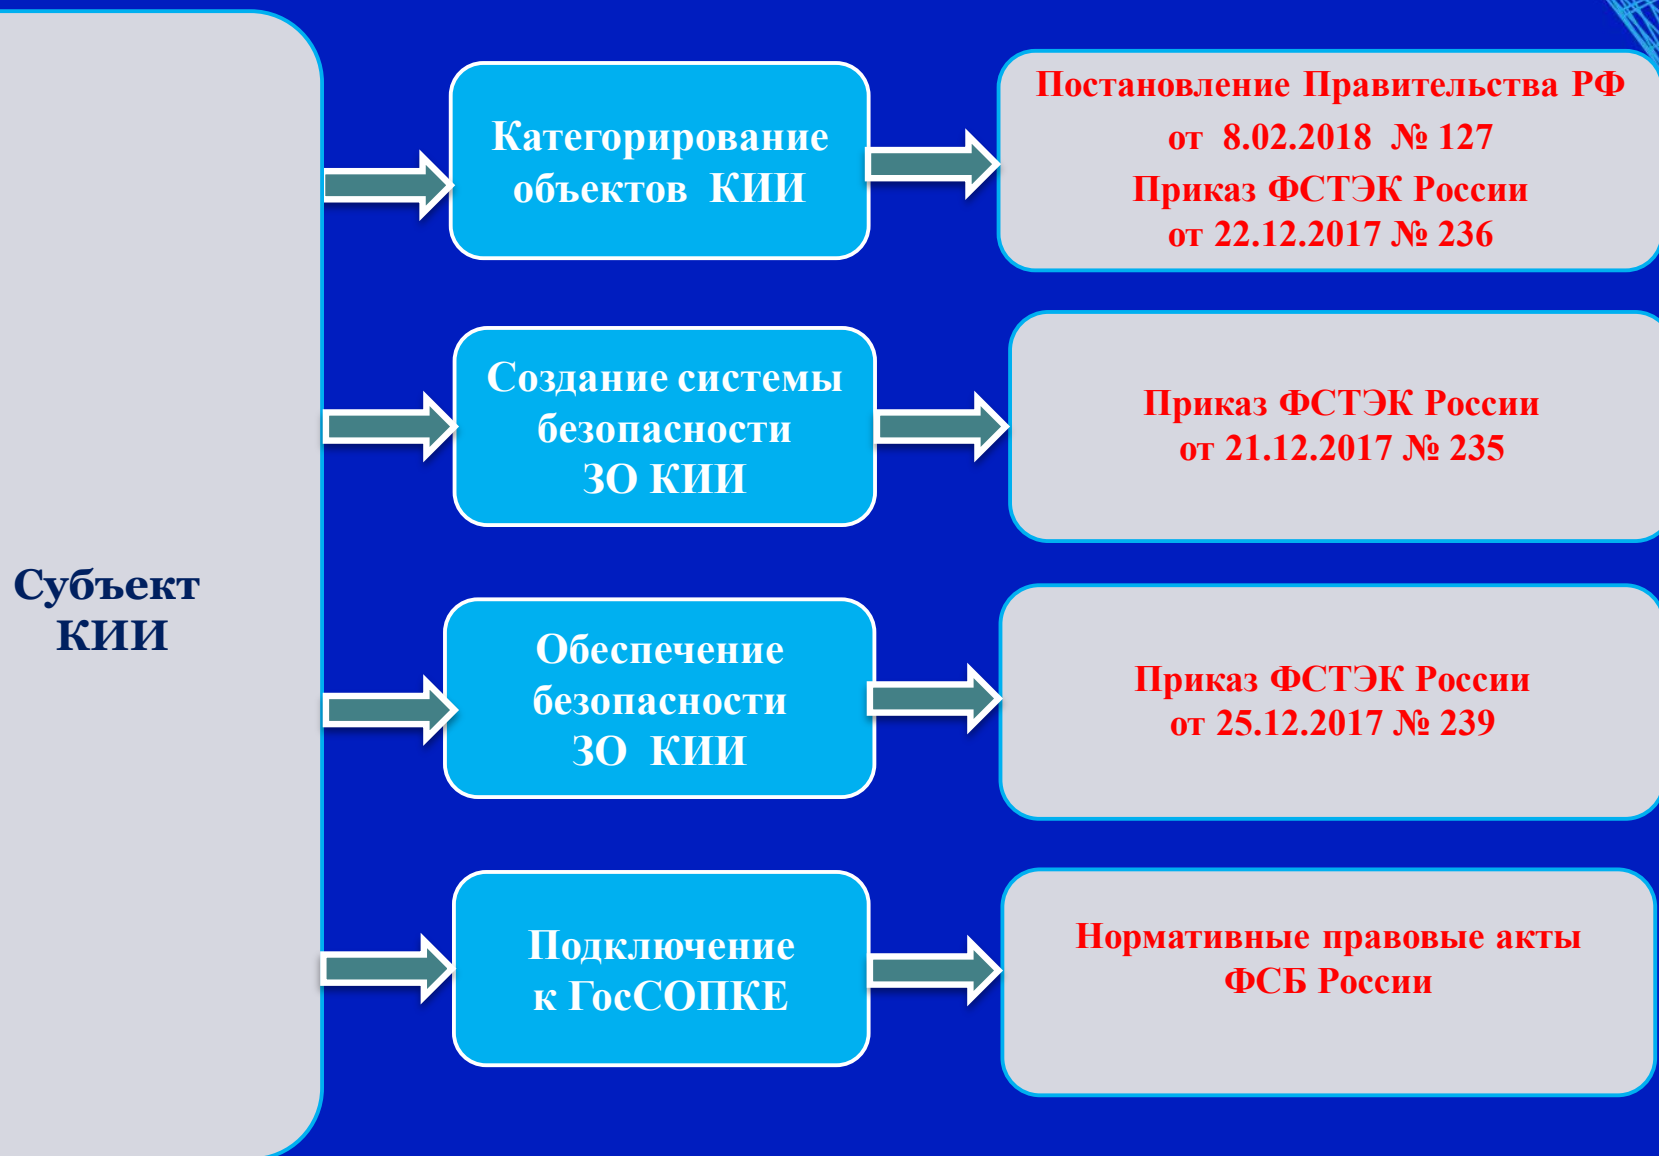 Субъект
КИИ
Категорирование
объектов КИИ
Постановление Правительства РФ
от 8.02.2018 № 127
Приказ ФСТЭК России
от 22.12.2017 № 236
Создание системы
безопасности
ЗО КИИ
Приказ ФСТЭК России
от 21.12.2017 № 235
Обеспечение
безопасности
ЗО КИИ
Приказ ФСТЭК России
от 25.12.2017 № 239
Подключение
к ГосСОПКЕ
Нормативные правовые акты
ФСБ России